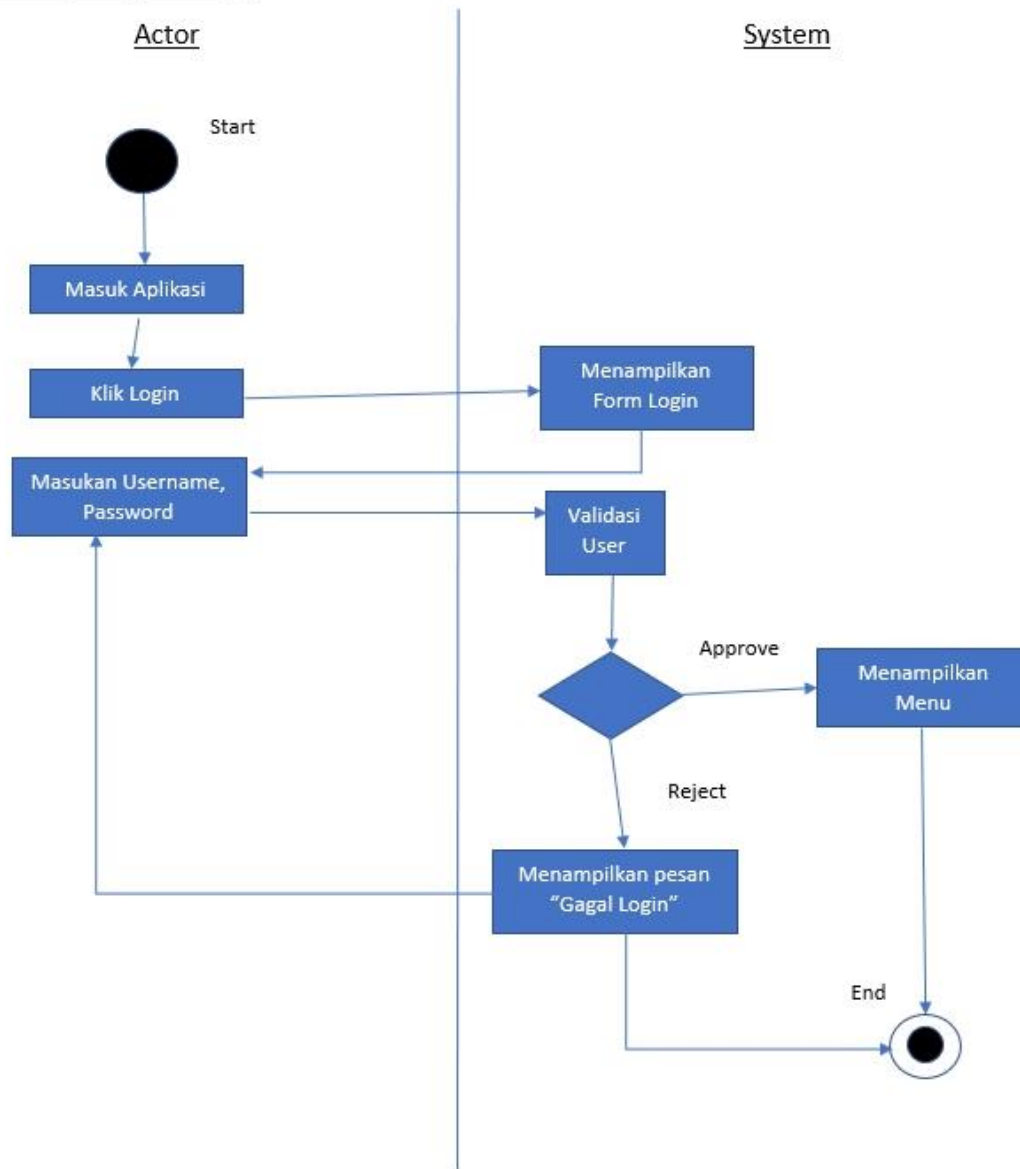 Actor
System
Start
Masuk Aplikasi
Klik Login
Menampilkan
Form Login
Masukan Username,
Password
Validasi
User
Approve
Menampilkan
Menu
Reject
Menampilkan pesan
“Gagal Login”
End